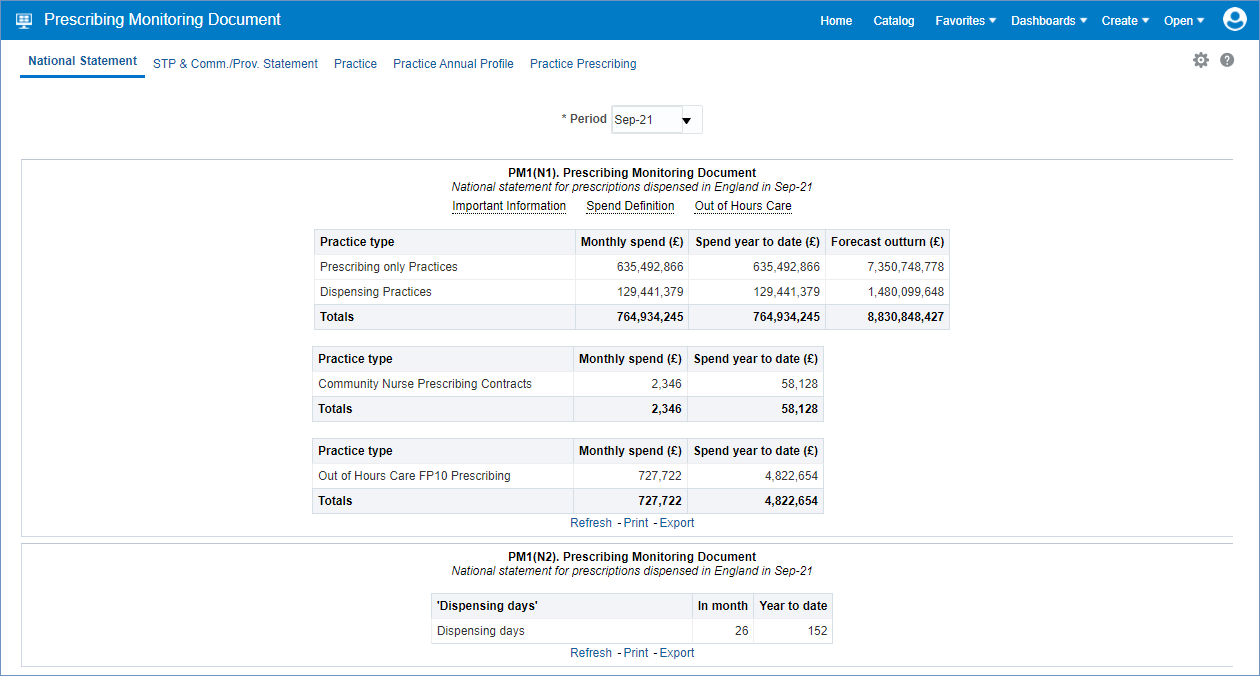 Prescribing Monitoring Document Home Catalog Favorites Dashboards Create Open
National Statement STP & Comm./Prov. Statement Practice Practice Annual Profile Practice Prescribing
* Period Sep-21
PM1(N1). Prescribing Monitoring Document
National statement for prescriptions dispensed in England in Sep-21
Important Information Spend Definition Out of Hours Care
Practice type Monthly spend (£) Spend year to date (£) Forecast outturn (£)
Prescribing only Practices 635,492,866 635,492,866 7,350,748,778
Dispensing Practices 129,441,379 129,441,379 1,480,099,648
Totals 764,934,245 764,934,245 8,830,848,427
Practice type Monthly spend (£) Spend year to date (£)
Community Nurse Prescribing Contracts 2,346 58,128
Totals 2,346 58,128
Practice type Monthly spend (£) Spend year to date (£)
Out of Hours Care FP10 Prescribing 727,722 4,822,654
Totals 727,722 4,822,654
Refresh - Print - Export
PM1(N2). Prescribing Monitoring Document
National statement for prescriptions dispensed in England in Sep-21
'Dispensing days' In month Year to date
Dispensing days 26 152
Refresh - Print - Export